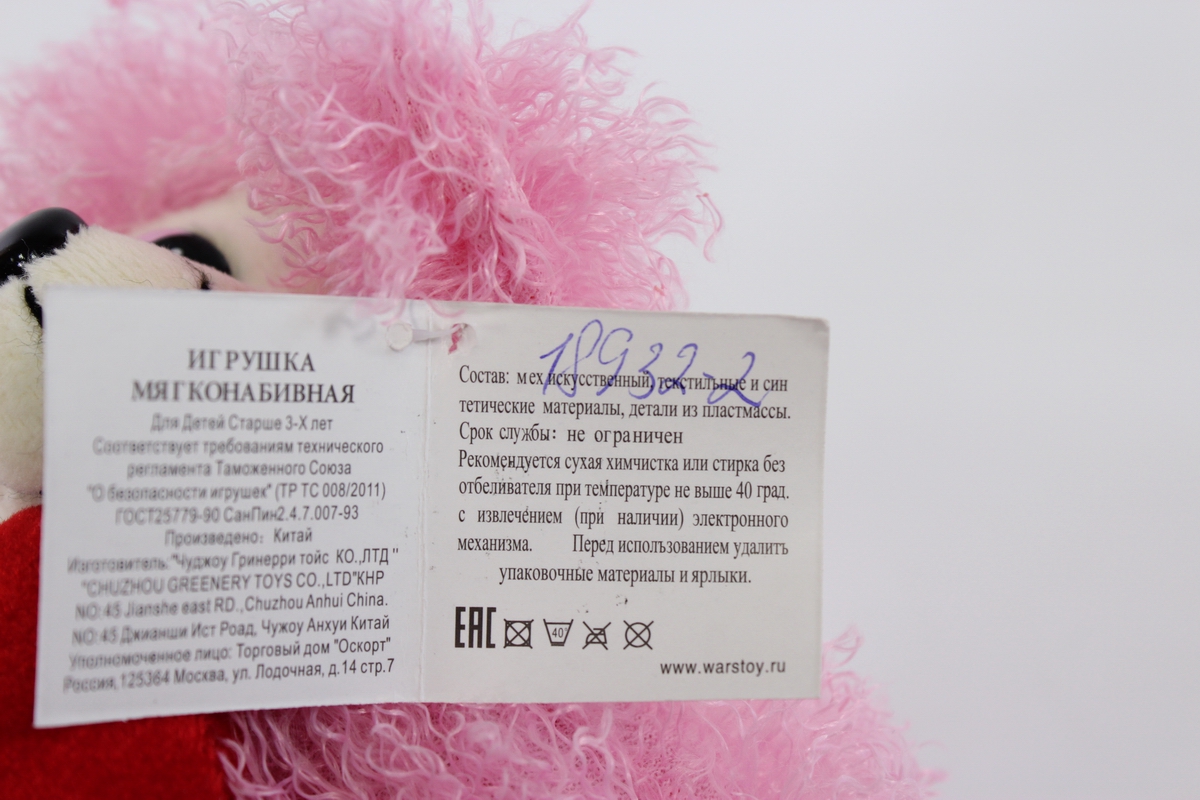 ИГРУШКА
МЯГКОНАБИВНАЯ
Для Детей Старше 3-Х лет
Соответствует требованиям технического
регламента Таможенного Союза
"О безопасности игрушек" (ТР ТС 008/2011)
ГОСТ25779-90 СанПин2.4.7.007-93
Произведено: Китай
Изготовитель:"Чуджоу Гринерри тойс КО.,ЛТД "
"CHUZHOU GREENERY TOYS CO.,LTD"КНР
NO:45 Jianshe east RD.,Chuzhou Anhui China.
NO:45 Джианши Ист Роад, Чужоу Анхуи Китай
Уполномоченное лицо: Торговый дом "Оскорт"
Россия,125364 Москва, ул. Лодочная, д.14 стр.7
18932-2
Состав: мех искусственный, текстильные и син
тетические материалы, детали из пластмассы.
Срок службы: не ограничен
Рекомендуется сухая химчистка или стирка без
отбеливателя при температуре не выше 40 град.
с извлечением (при наличии) электронного
механизма. Перед использованием удалить
упаковочные материалы и ярлыки.
EAC 40°
www.warstoy.ru